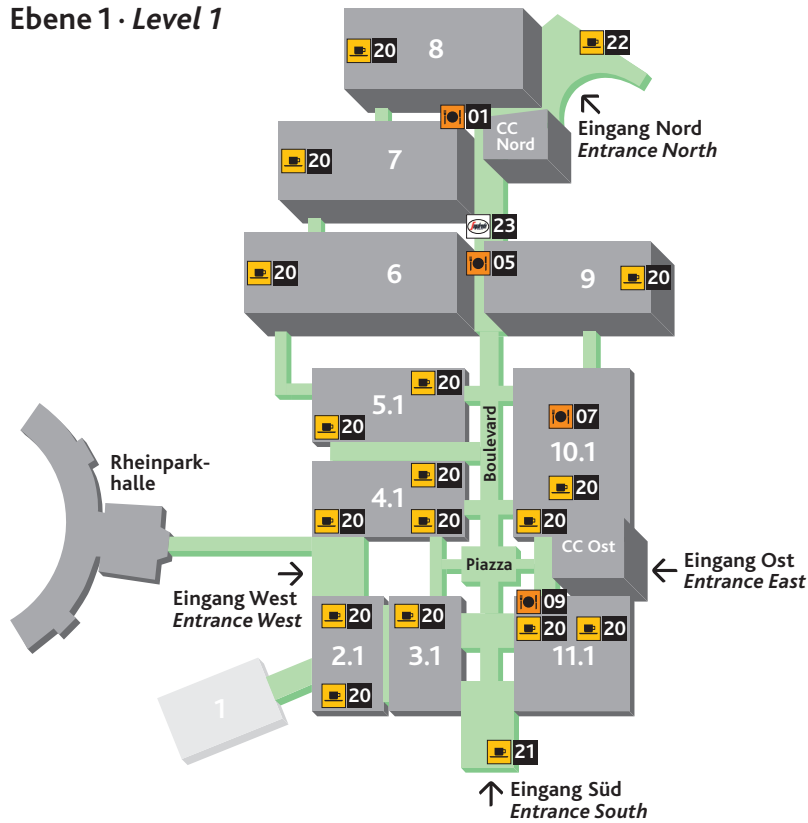 Ebene 1 · Level 1
22
20
8
01
CC
Nord
Eingang Nord
Entrance North
20
7
23
20
6
05
9
20
20
5.1
20
07
10.1
Boulevard
Rheinpark-
halle
20
4.1
20
20
20
20
CC Ost
Piazza
Eingang Ost
Entrance East
Eingang West
Entrance West
09
20
20
20
20
2.1
3.1
11.1
20
1
21
Eingang Süd
Entrance South